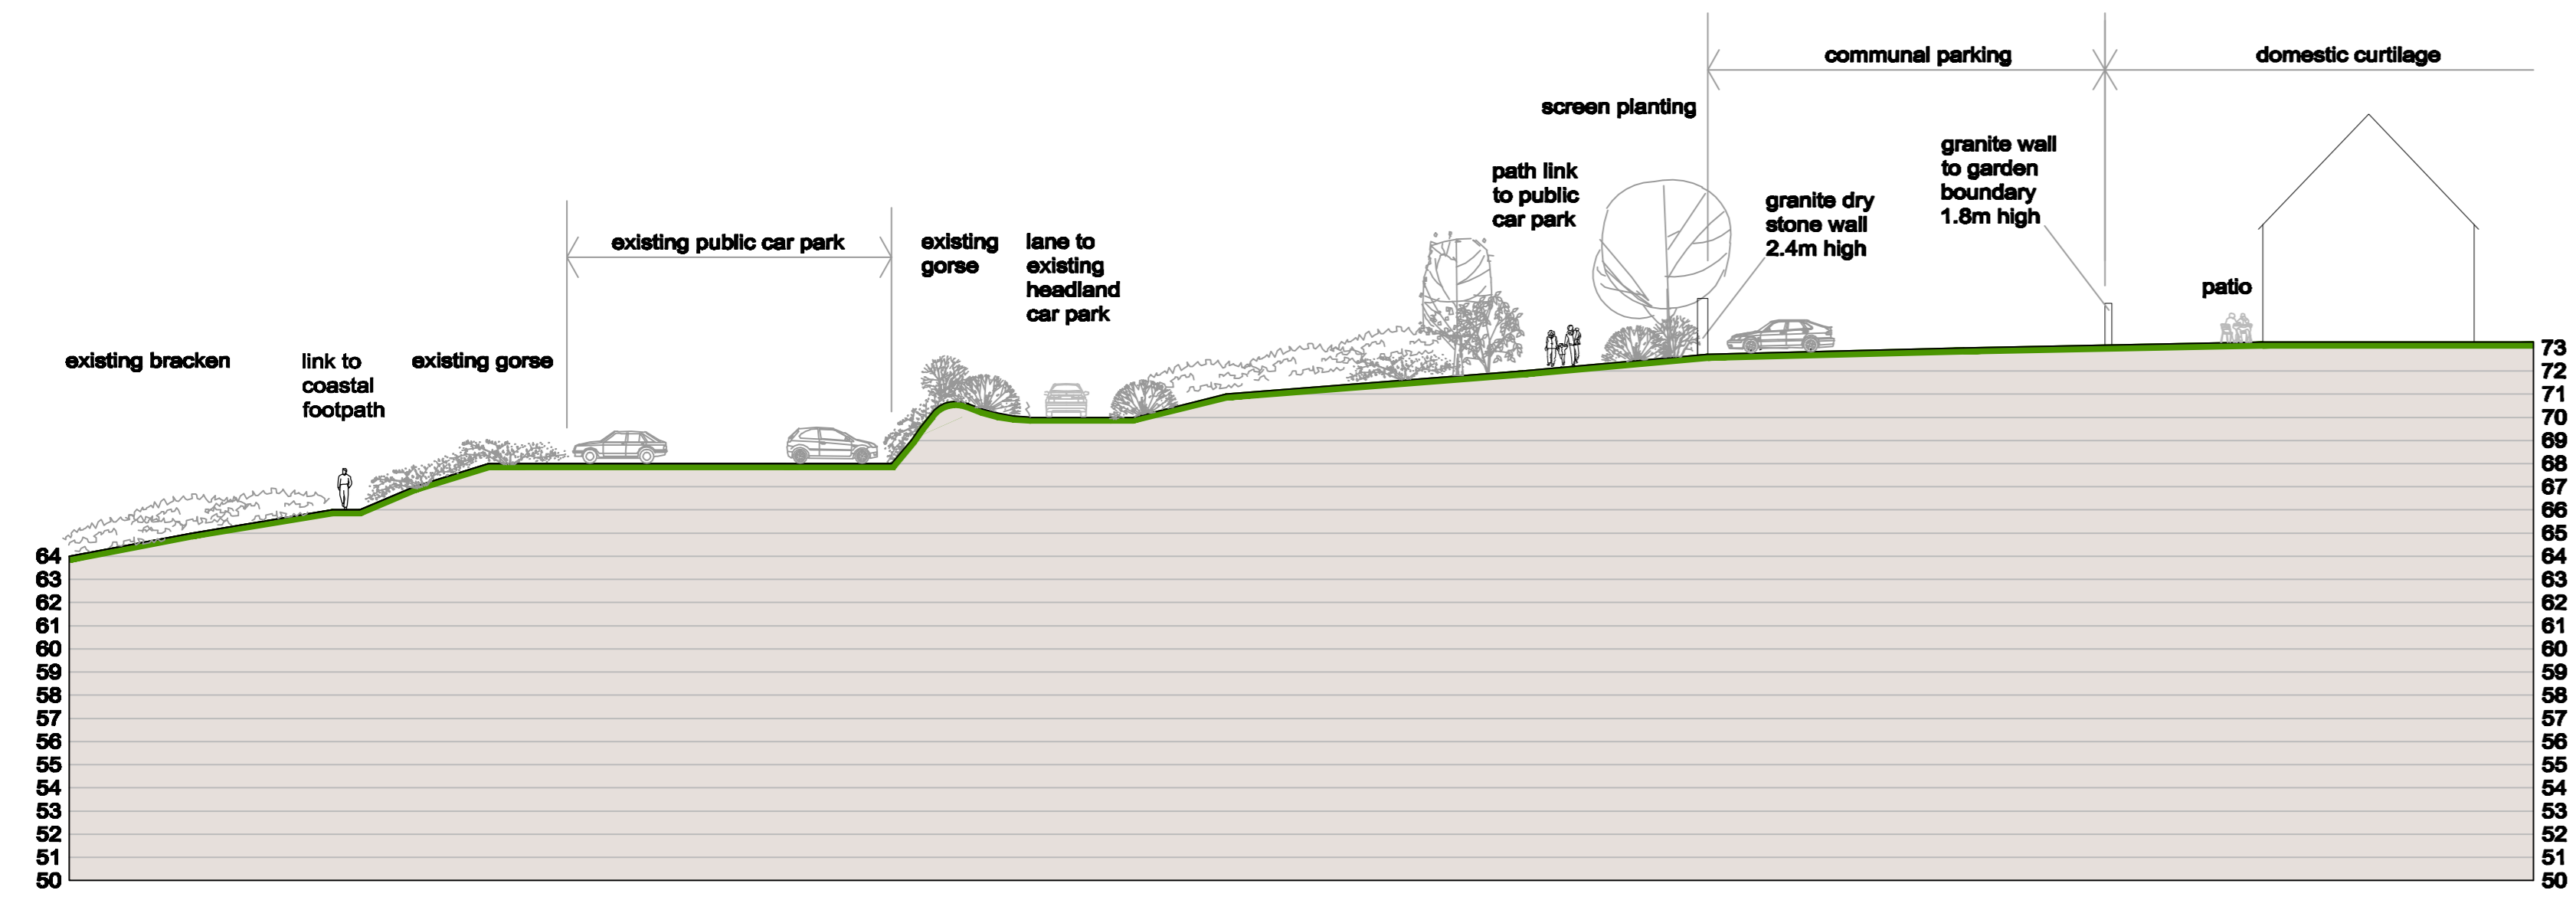 communal parking
domestic curtilage
screen planting
granite wall
to garden
boundary
1.8m high
path link
to public
car park
granite dry
stone wall
2.4m high
existing public car park
existing
gorse
lane to
existing
headland
car park
patio
existing bracken
link to
coastal
footpath
existing gorse
64
63
62
61
60
59
58
57
56
55
54
53
52
51
50
73
72
71
70
69
68
67
66
65
64
63
62
61
60
59
58
57
56
55
54
53
52
51
50